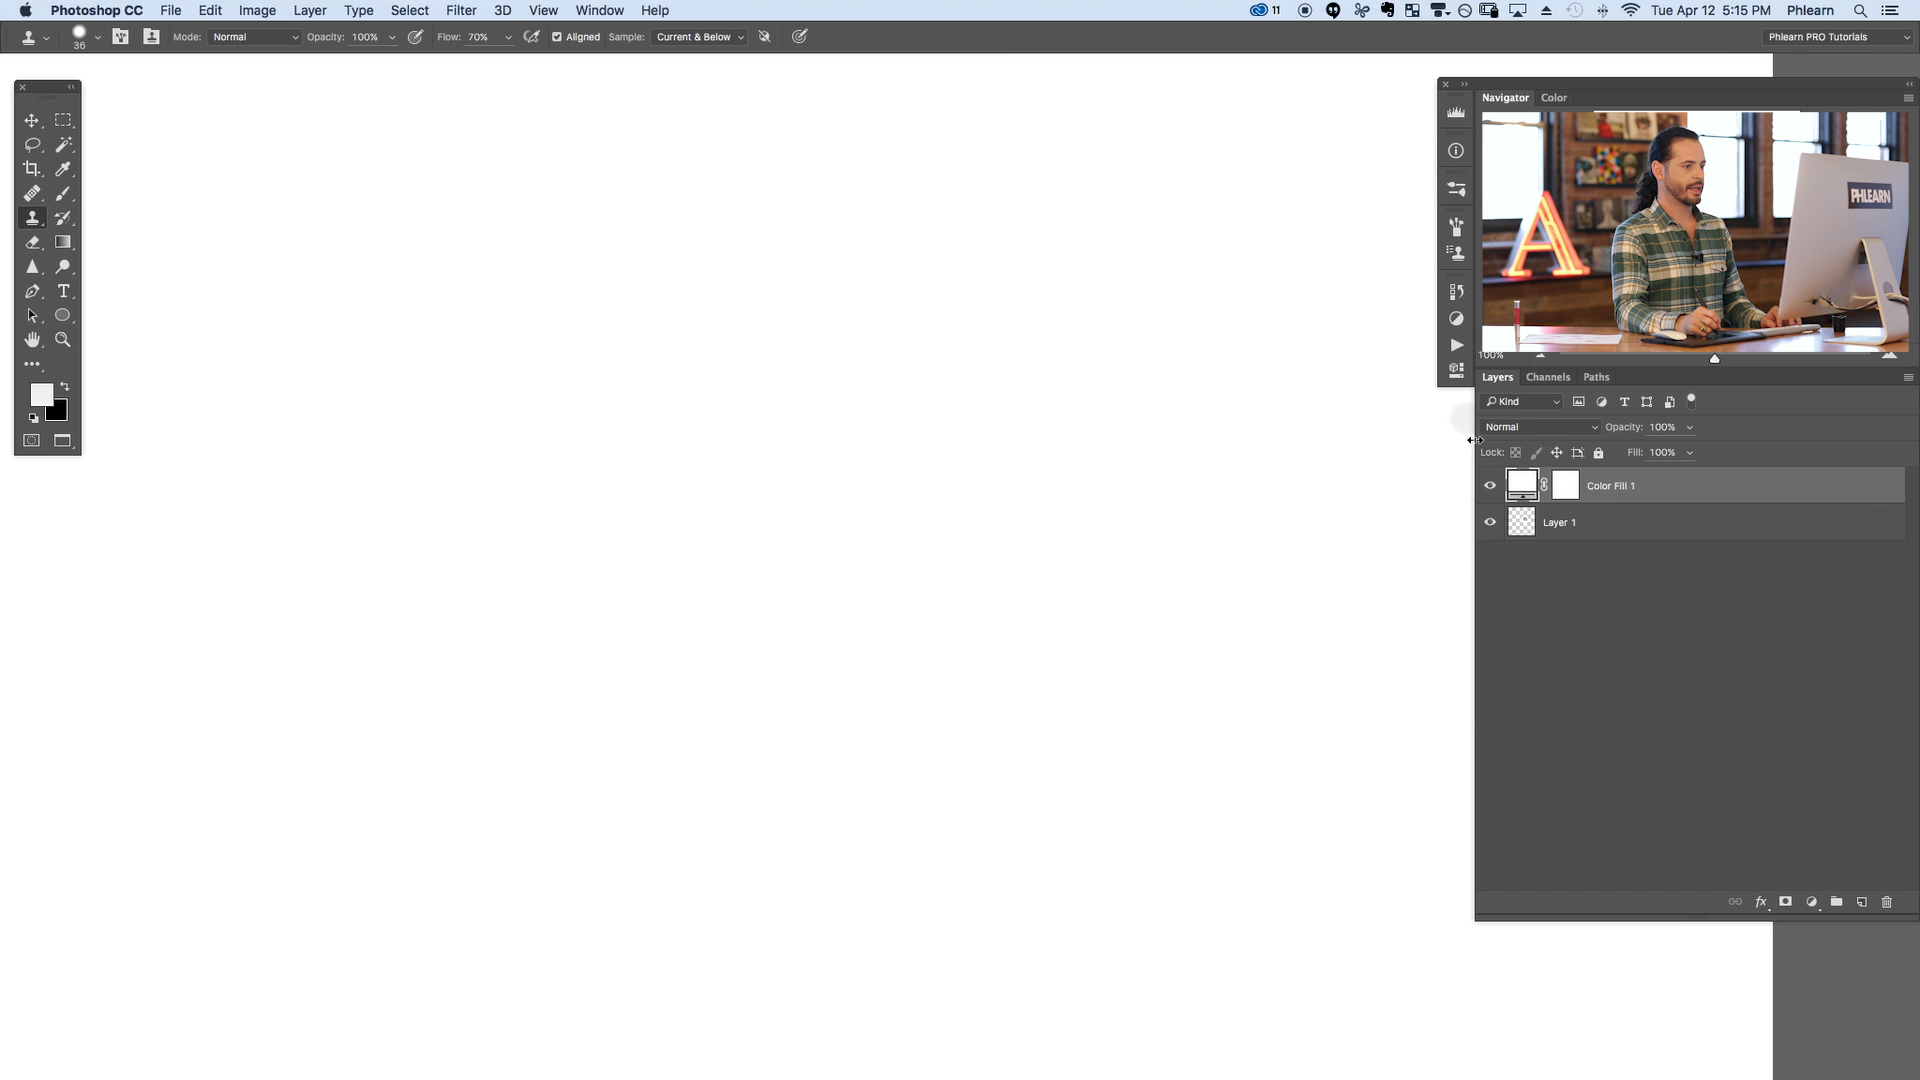 Photoshop CC File Edit Image Layer Type Select Filter 3D View Window Help 11 Tue Apr 12 5:15 PM Phlearn
36 Mode: Normal Opacity: 100% Flow: 70% Aligned Sample: Current & Below Phlearn PRO Tutorials
Navigator Color
PHLEARN
100%
Layers Channels Paths
Kind
Normal Opacity: 100%
Lock: Fill: 100%
Color Fill 1
Layer 1